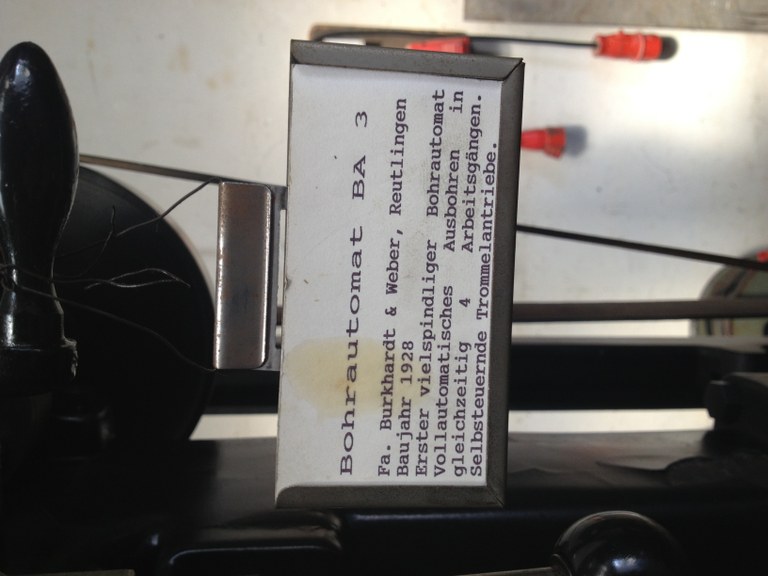 Bohrautomat BA 3
Fa. Burkhardt & Weber, Reutlingen
Baujahr 1928
Erster vielspindliger Bohrautomat
Vollautomatisches Ausbohren in
gleichzeitig 4 Arbeitsgängen.
Selbsteuernde Trommelantriebe.